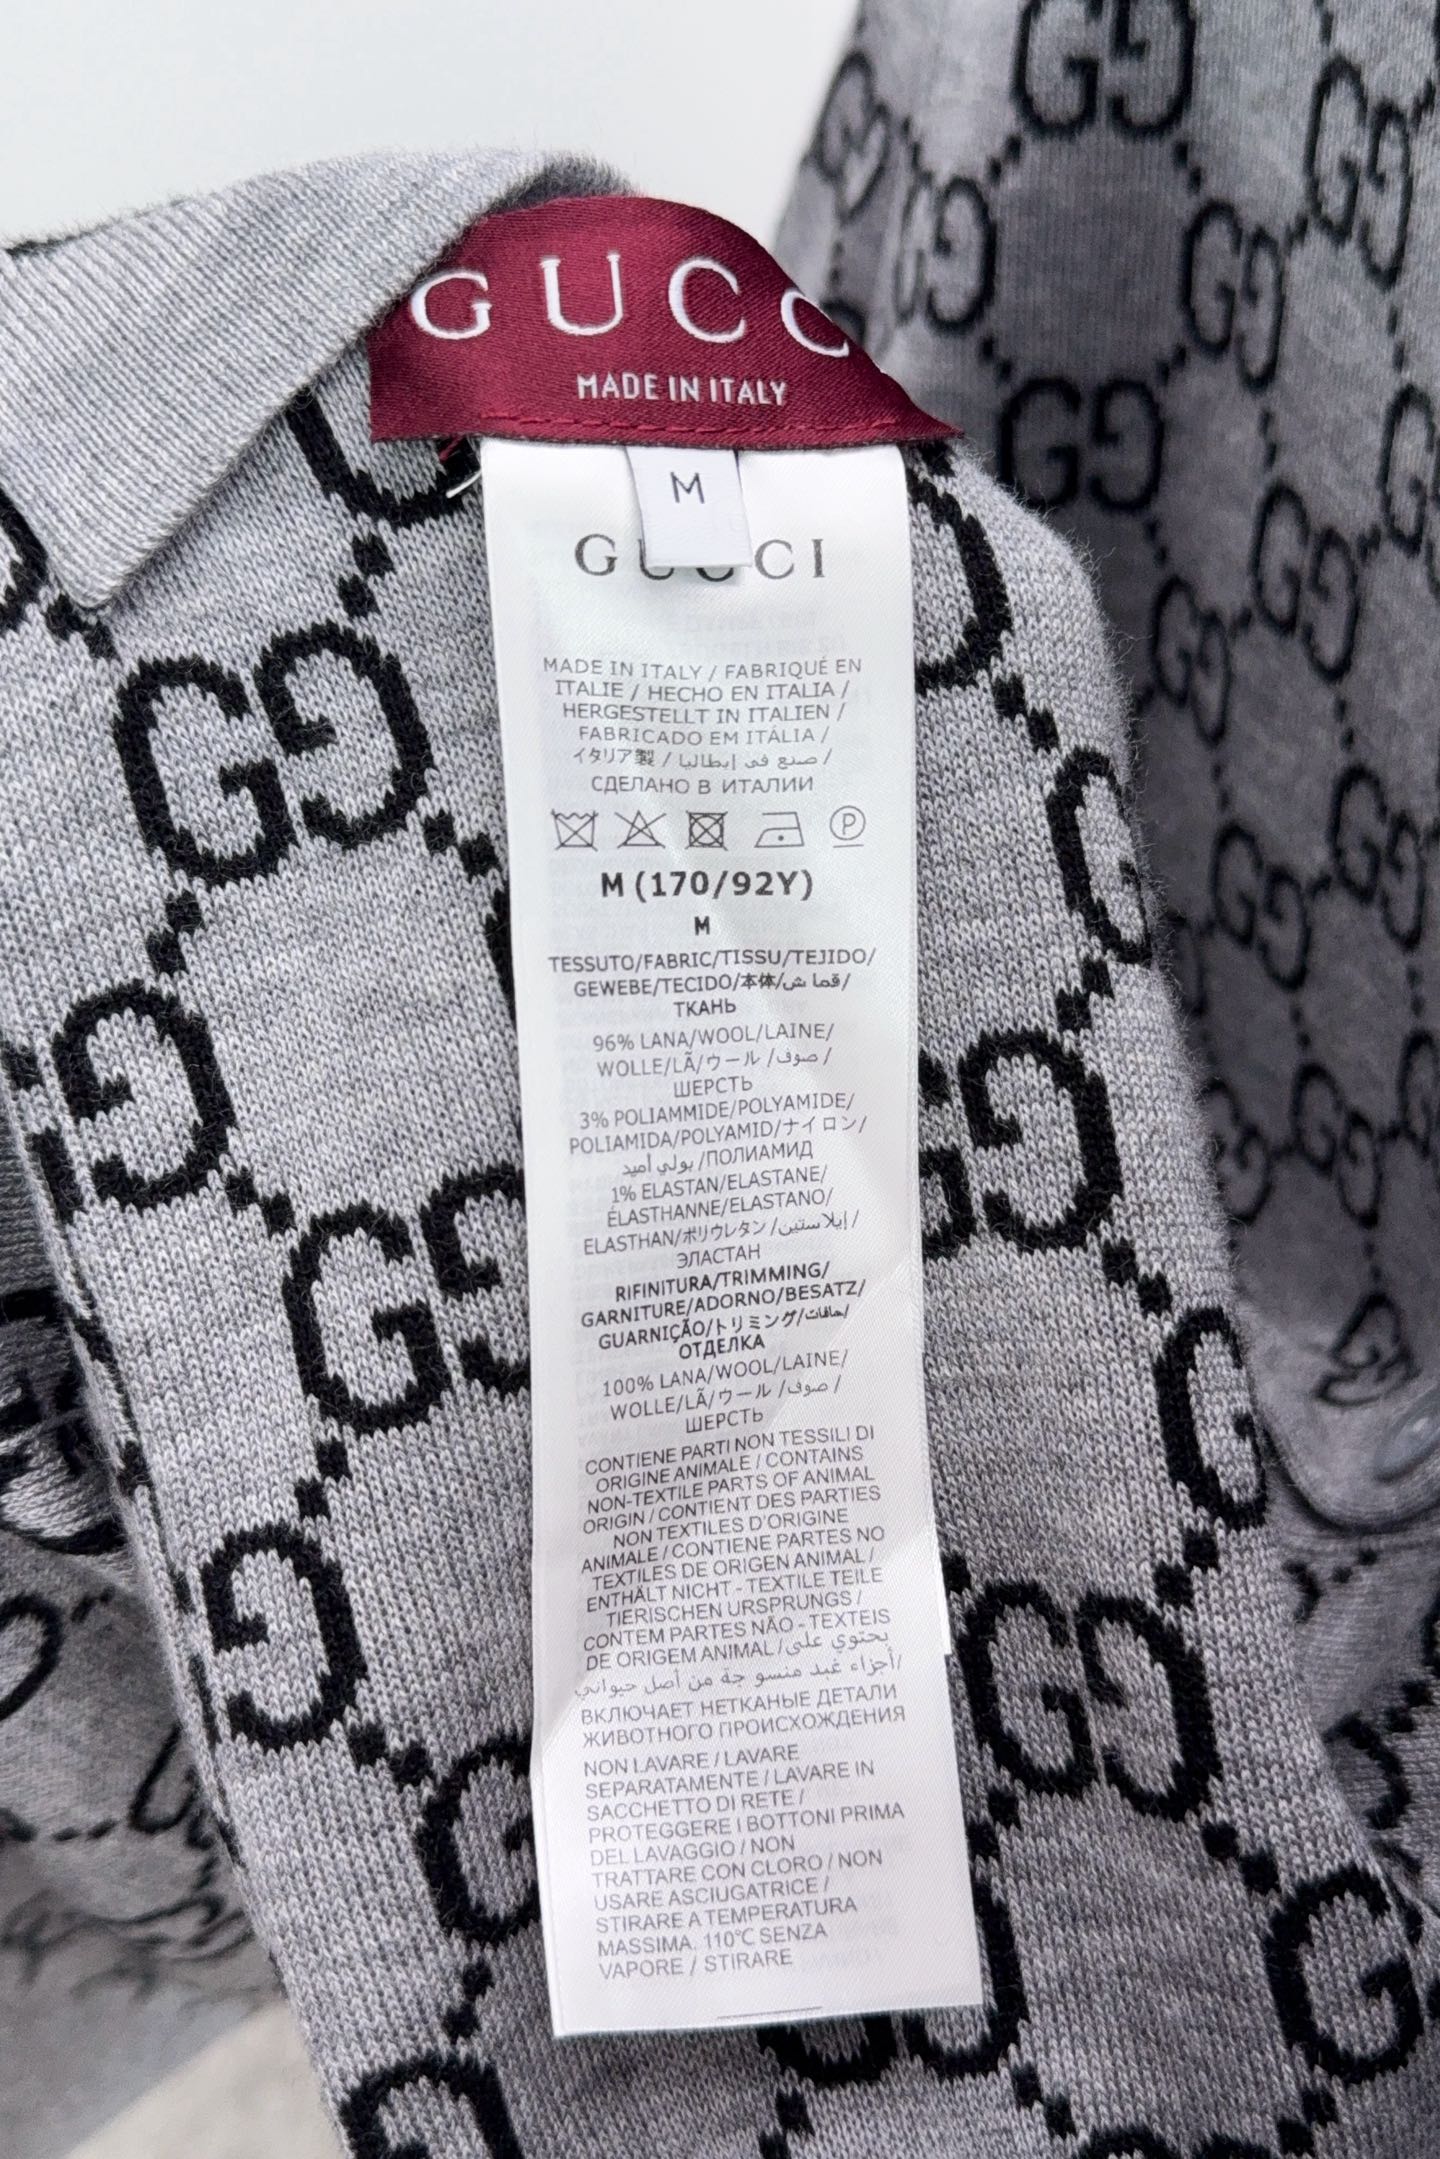 GUCC
MADE IN ITALY
M
GUCCI
MADE IN ITALY / FABRIQUÉ EN
ITALIE / HECHO EN ITALIA /
HERGESTELLT IN ITALIEN /
FABRICADO EM ITÁLIA /
イタリア製 / صنع في إيطاليا /
СДЕЛАНО В ИТАЛИИ
P
M (170/92Y)
M
TESSUTO/FABRIC/TISSU/TEJIDO/
GEWEBE/TECIDO/本体/قما ش/
ТКАНЬ
96% LANA/WOOL/LAINE/
WOLLE/LÃ/ウール /صوف /
ШЕРСТЬ
3% POLIAMMIDE/POLYAMIDE/
POLIAMIDA/POLYAMID/ナイロン/
بولي أميد/ПОЛИАМИД
1% ELASTAN/ELASTANE/
ÉLASTHANNE/ELASTANO/
ELASTHAN/ポリウレタン /إيلاستين/
ЭЛАСТАН
RIFINITURA/TRIMMING/
GARNITURE/ADORNO/BESATZ/
GUARNIÇÃO/トリミング/حافات/
ОТДЕЛКА
100% LANA/WOOL/LAINE/
WOLLE/LÃ/ウール /صوف /
ШЕРСТЬ
CONTIENE PARTI NON TESSILI DI
ORIGINE ANIMALE / CONTAINS
NON-TEXTILE PARTS OF ANIMAL
ORIGIN / CONTIENT DES PARTIES
NON TEXTILES D'ORIGINE
ANIMALE / CONTIENE PARTES NO
TEXTILES DE ORIGEN ANIMAL /
ENTHÄLT NICHT - TEXTILE TEILE
TIERISCHEN URSPRUNGS /
CONTEM PARTES NÃO - TEXTEIS
DE ORIGEM ANIMAL /يحتوي على
أجزاء غبد منسو جة من أصل حيواني/
ВКЛЮЧАЕТ НЕТКАНЫЕ ДЕТАЛИ
ЖИВОТНОГО ПРОИСХОЖДЕНИЯ
NON LAVARE / LAVARE
SEPARATAMENTE / LAVARE IN
SACCHETTO DI RETE /
PROTEGGERE I BOTTONI PRIMA
DEL LAVAGGIO / NON
TRATTARE CON CLORO / NON
USARE ASCIUGATRICE /
STIRARE A TEMPERATURA
MASSIMA. 110℃ SENZA
VAPORE / STIRARE